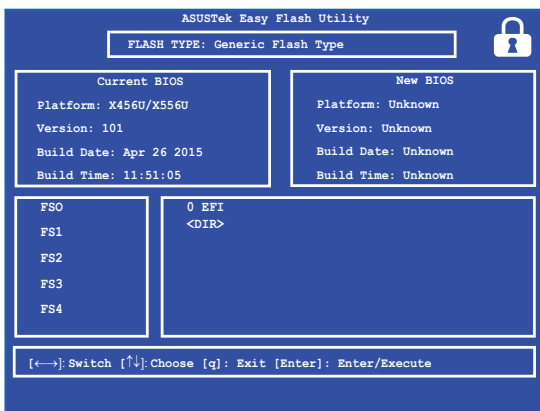 ASUSTek Easy Flash Utility
FLASH TYPE: Generic Flash Type
Current BIOS
Platform: X456U/X556U
Version: 101
Build Date: Apr 26 2015
Build Time: 11:51:05
New BIOS
Platform: Unknown
Version: Unknown
Build Date: Unknown
Build Time: Unknown
FS0
FS1
FS2
FS3
FS4
0 EFI
<DIR>
[←→]: Switch [↑↓]: Choose [q]: Exit [Enter]: Enter/Execute